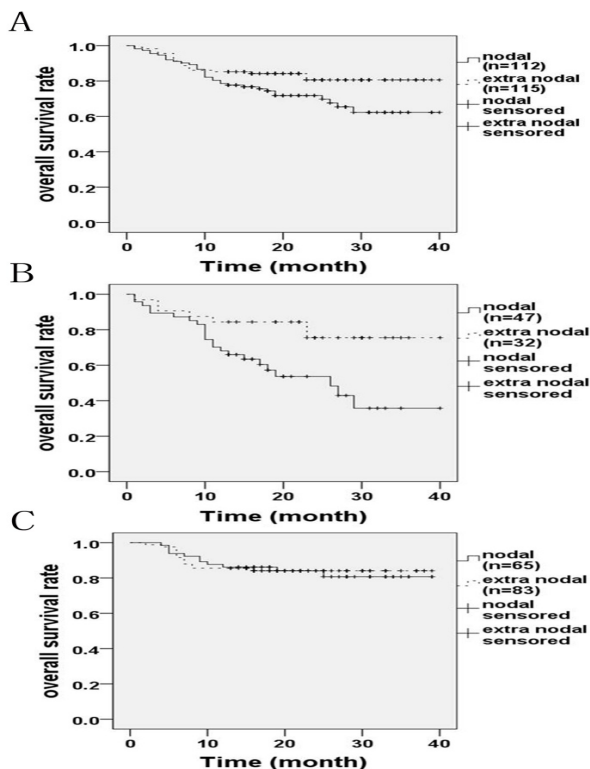 A
overall survival rate
1.0
0.8
0.6
0.4
0.2
0.0
0
10
20
30
40
Time (month)
nodal
(n=112)
extra nodal
(n=115)
nodal
sensored
extra nodal
sensored
B
overall survival rate
1.0
0.8
0.6
0.4
0.2
0.0
0
10
20
30
40
Time (month)
nodal
(n=47)
extra nodal
(n=32)
nodal
sensored
extra nodal
sensored
C
overall survival rate
1.0
0.8
0.6
0.4
0.2
0.0
0
10
20
30
40
Time (month)
nodal
(n=65)
extra nodal
(n=83)
nodal
sensored
extra nodal
sensored